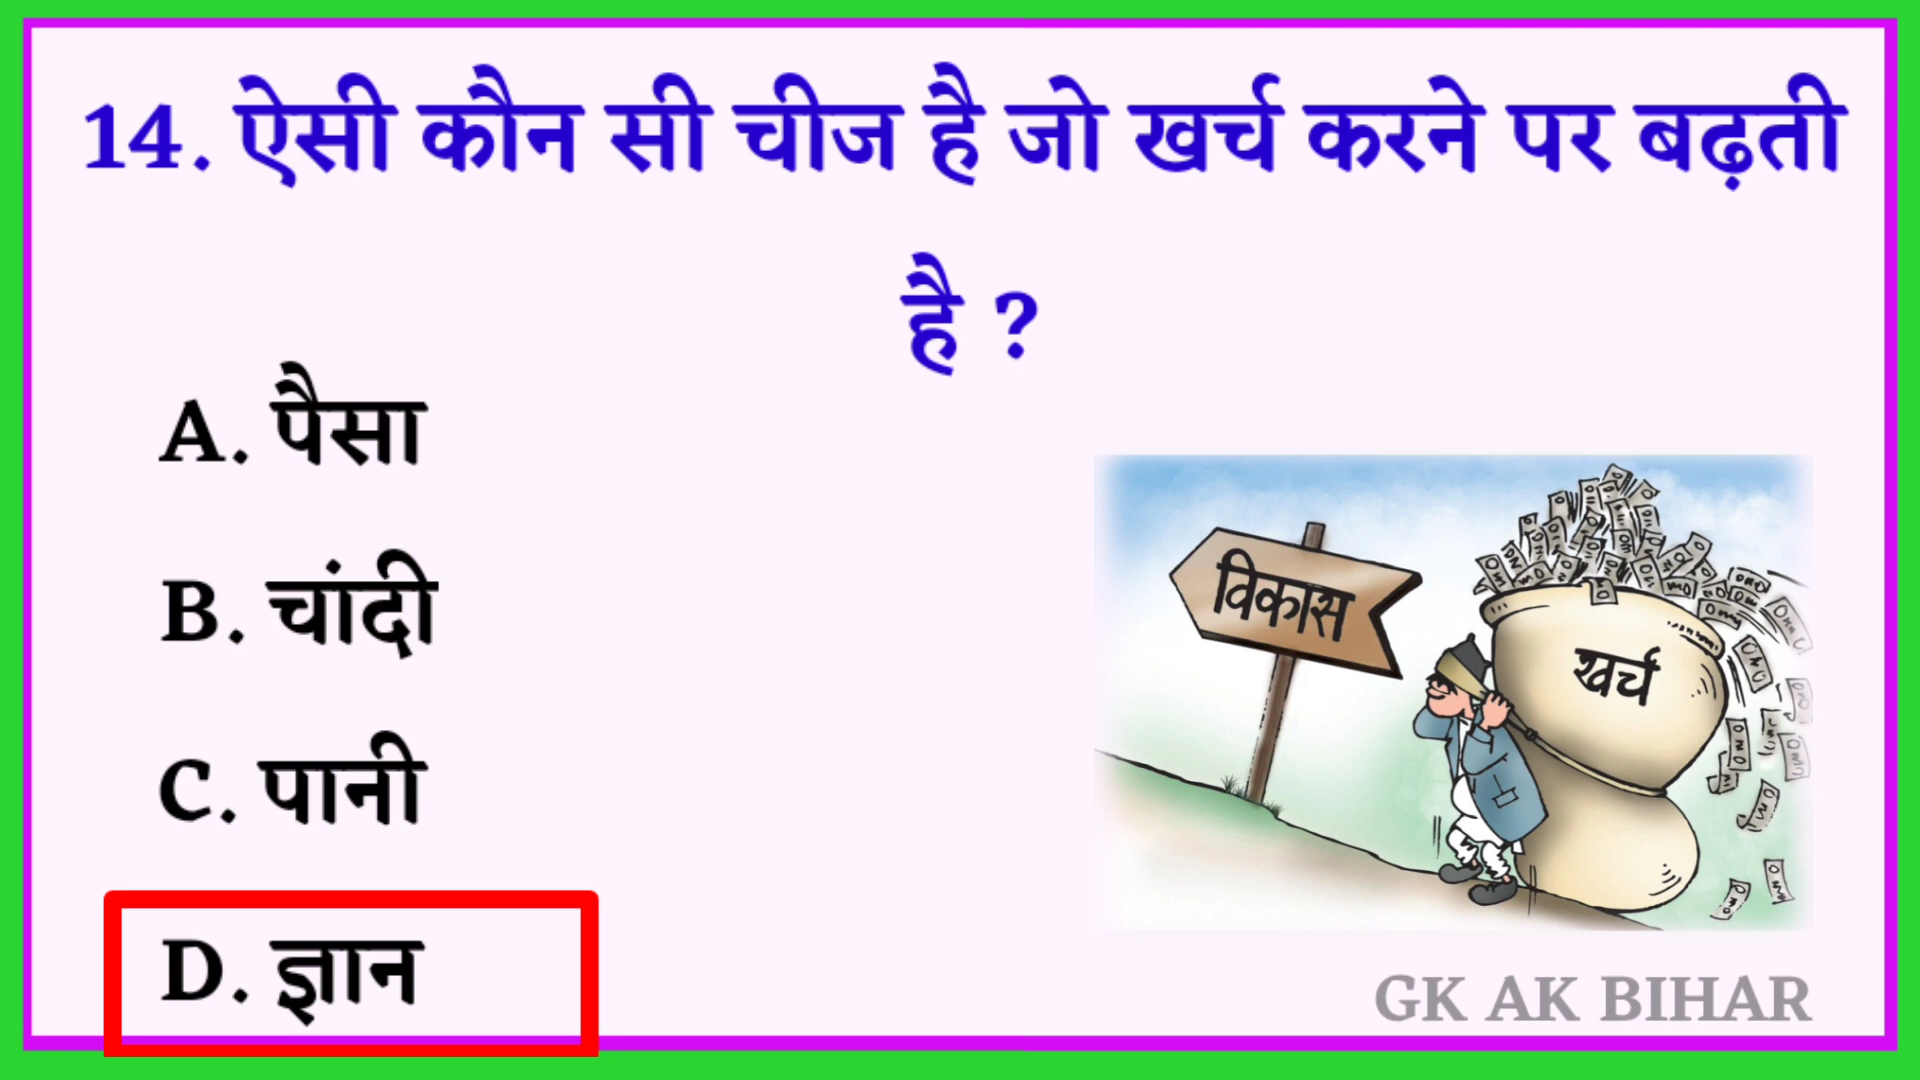 14. ऐसी कौन सी चीज है जो खर्च करने पर बढ़ती
है ?
A. पैसा
B. चांदी
C. पानी
D. ज्ञान
विकास
खर्च
GK AK BIHAR